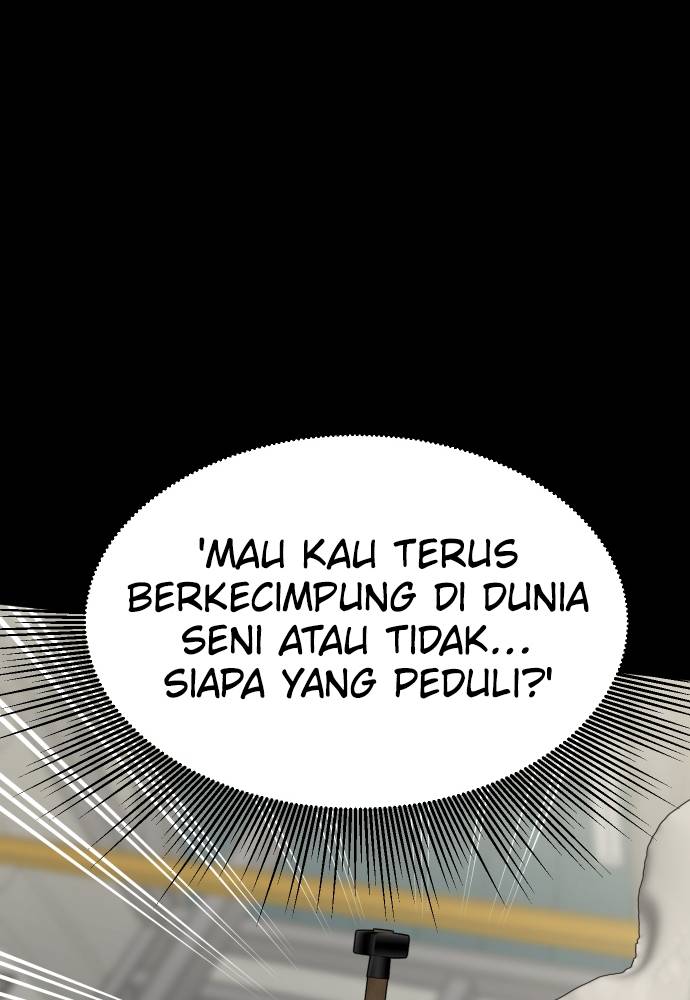 'MAU KAU TERUS
BERKECIMPUNG DI DUNIA
SENI ATAU TIDAK...
SIAPA YANG PEDULI?'